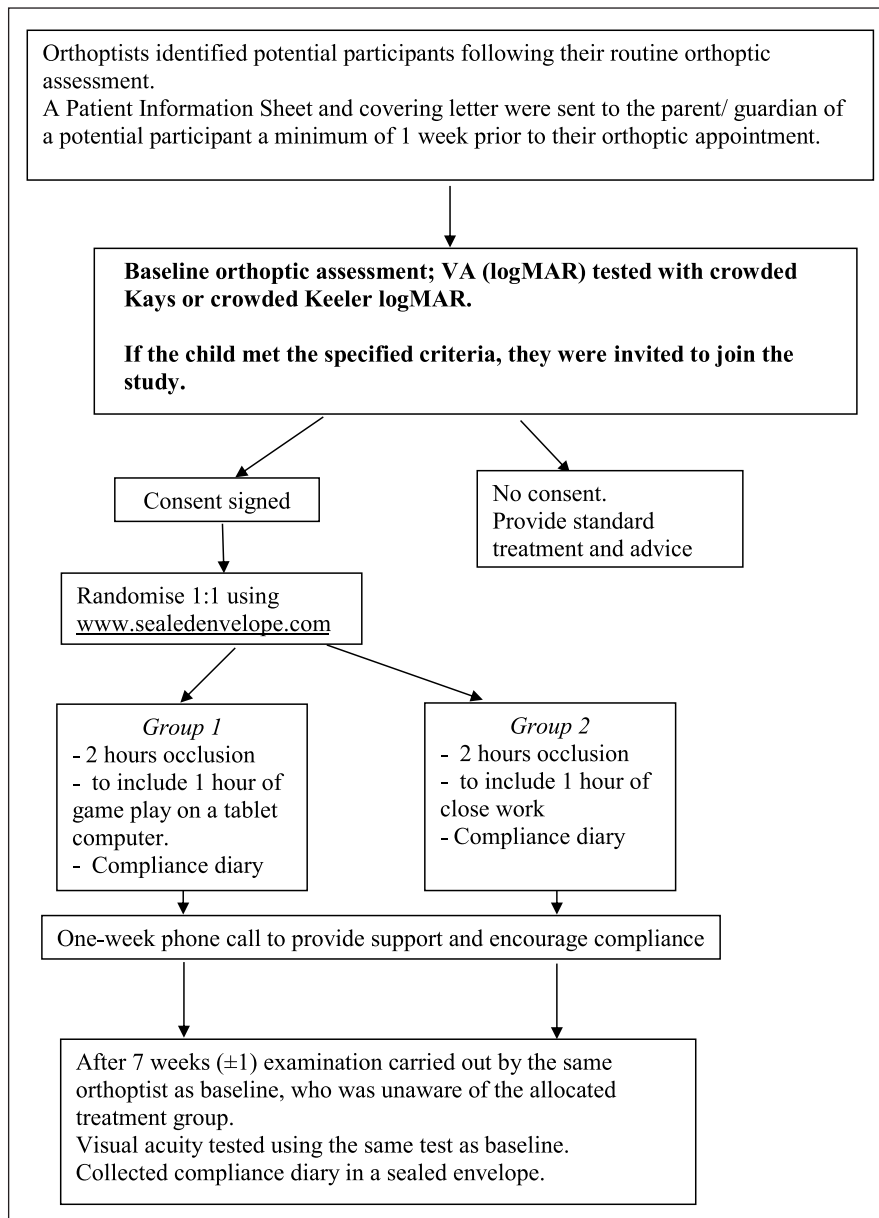 Orthoptists identified potential participants following their routine orthoptic
assessment.
A Patient Information Sheet and covering letter were sent to the parent/ guardian of
a potential participant a minimum of 1 week prior to their orthoptic appointment.
Baseline orthoptic assessment; VA (logMAR) tested with crowded
Kays or crowded Keeler logMAR.
If the child met the specified criteria, they were invited to join the
study.
Consent signed
No consent.
Provide standard
treatment and advice
Randomise 1:1 using
www.sealedenvelope.com
Group 1
- 2 hours occlusion
- to include 1 hour of
game play on a tablet
computer.
- Compliance diary
Group 2
- 2 hours occlusion
- to include 1 hour of
close work
- Compliance diary
One-week phone call to provide support and encourage compliance
After 7 weeks (±1) examination carried out by the same
orthoptist as baseline, who was unaware of the allocated
treatment group.
Visual acuity tested using the same test as baseline.
Collected compliance diary in a sealed envelope.